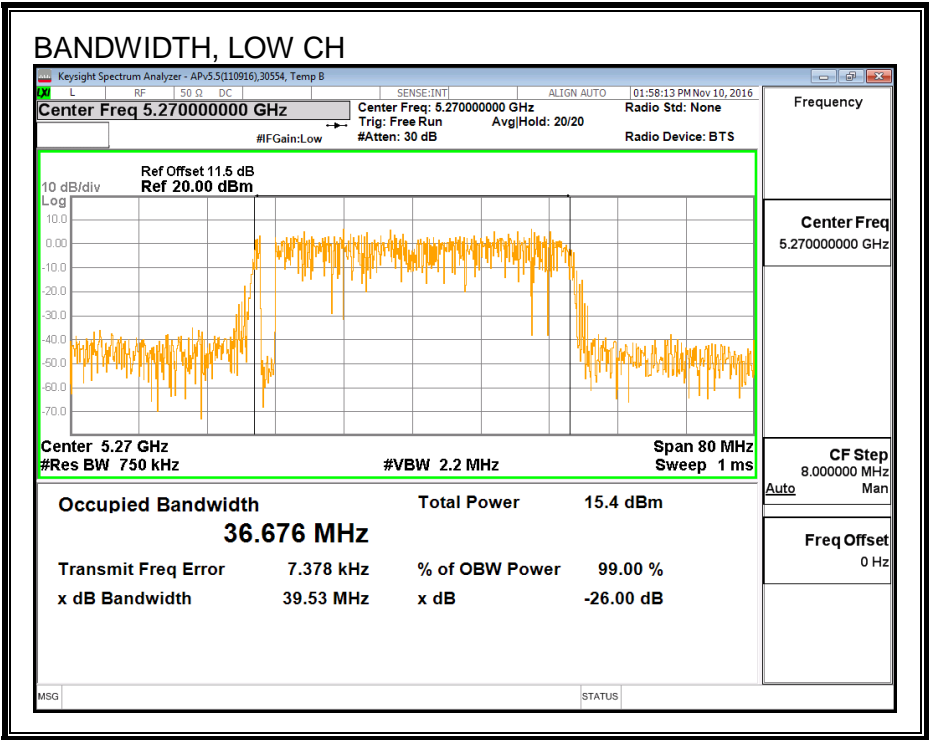 BANDWIDTH, LOW CH
Keysight Spectrum Analyzer - APv5.5(110916),30554, Temp B
LXI L RF 50 Ω DC SENSE:INT ALIGN AUTO 01:58:13 PM Nov 10, 2016
Center Freq 5.270000000 GHz
Center Freq: 5.270000000 GHz
Radio Std: None
Trig: Free Run Avg|Hold: 20/20
#IFGain:Low
#Atten: 30 dB
Radio Device: BTS
Frequency
Ref Offset 11.5 dB
10 dB/div Ref 20.00 dBm
Log
10.0
0.00
-10.0
-20.0
-30.0
-40.0
-50.0
-60.0
-70.0
Center 5.27 GHz Span 80 MHz
#Res BW 750 kHz #VBW 2.2 MHz Sweep 1 ms
Occupied Bandwidth Total Power 15.4 dBm
36.676 MHz
Transmit Freq Error 7.378 kHz % of OBW Power 99.00 %
x dB Bandwidth 39.53 MHz x dB -26.00 dB
Center Freq
5.270000000 GHz
CF Step
8.000000 MHz
Auto Man
Freq Offset
0 Hz
MSG STATUS